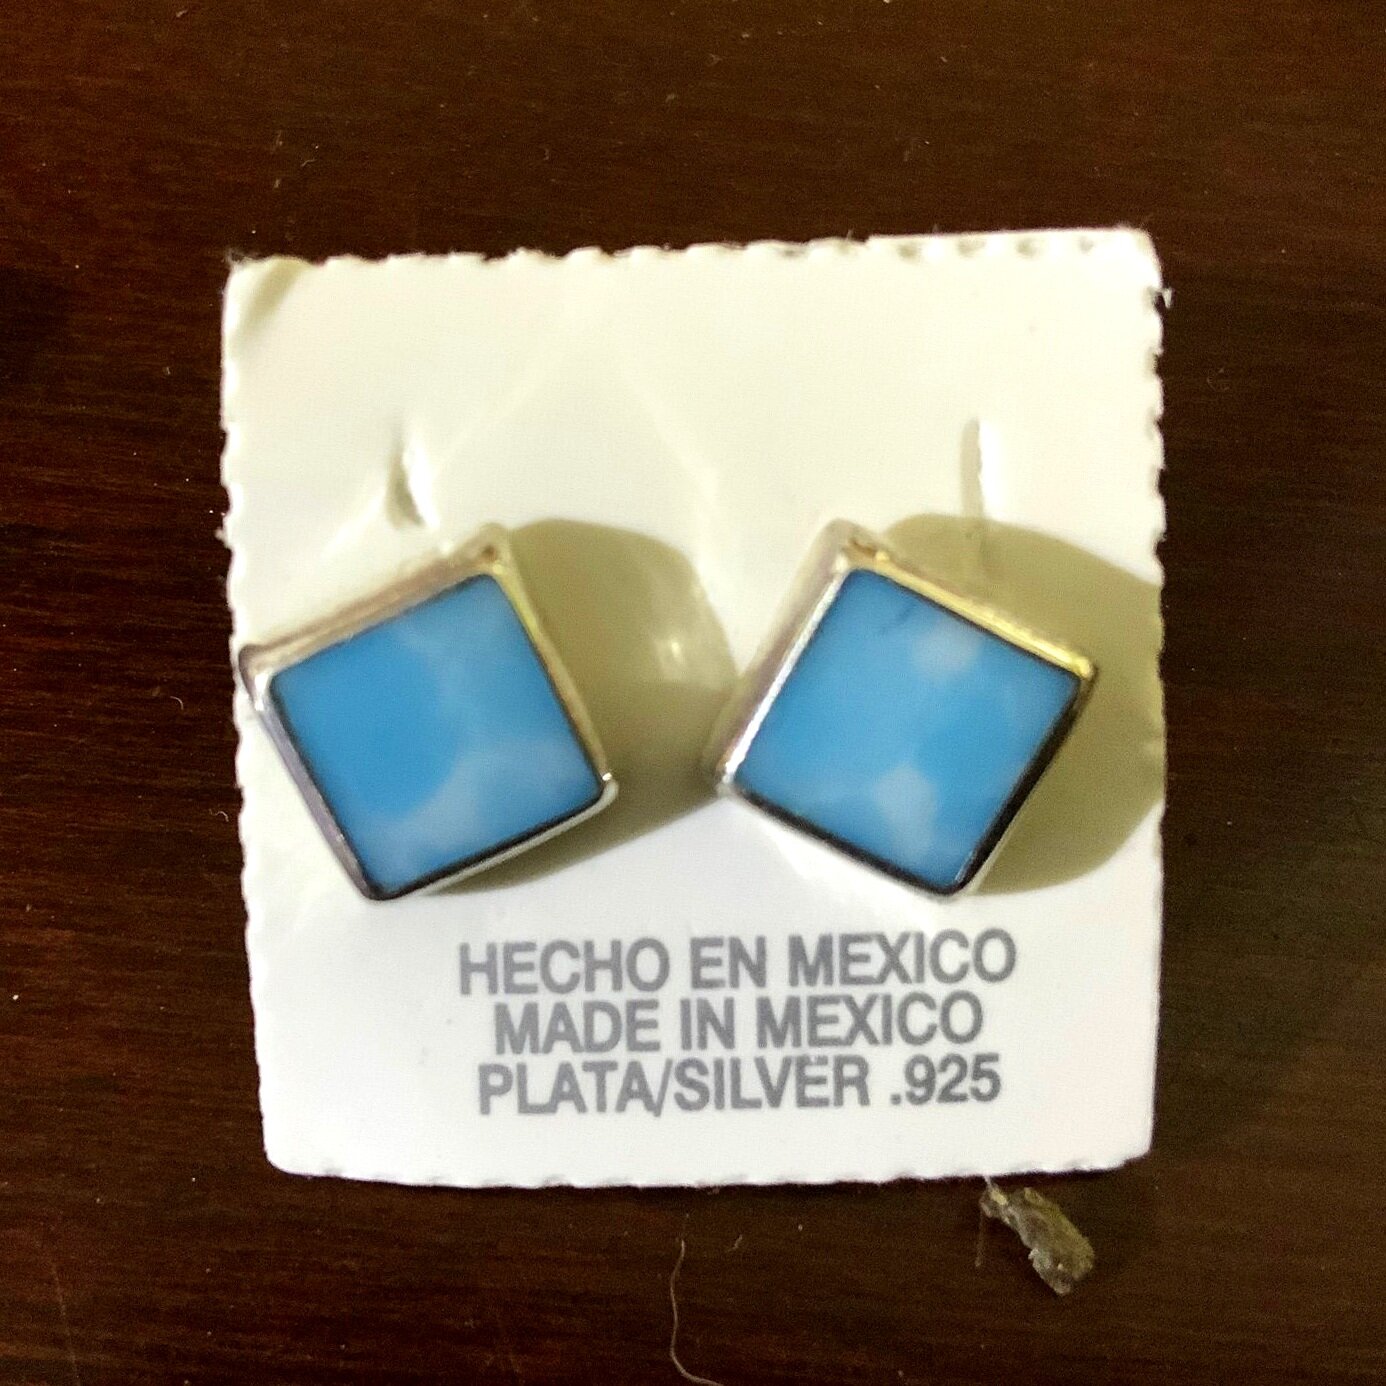 HECHO EN MEXICO
MADE IN MEXICO
PLATA/SILVER .925